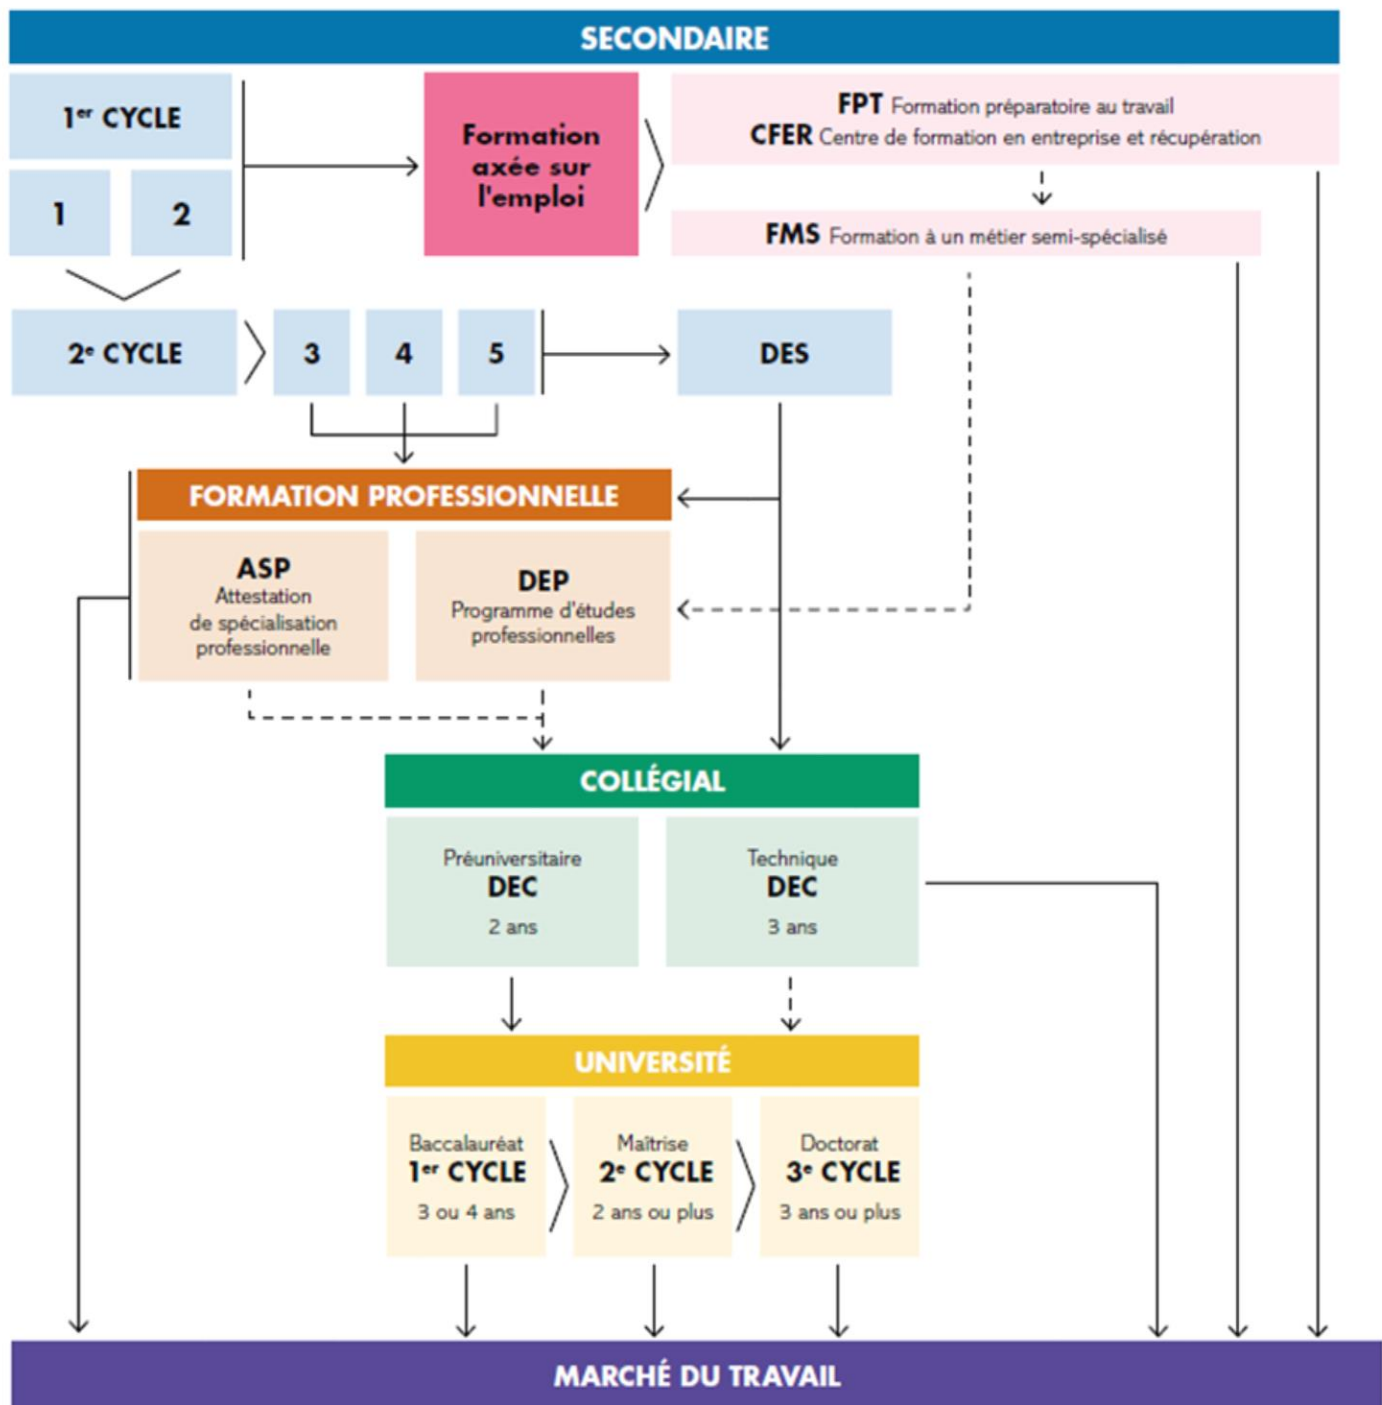 SECONDAIRE
1er CYCLE
1
2
Formation
axée sur
l'emploi
FPT Formation préparatoire au travail
CFER Centre de formation en entreprise et récupération
FMS Formation à un métier semi-spécialisé
2e CYCLE
3
4
5
DES
FORMATION PROFESSIONNELLE
ASP
Attestation
de spécialisation
professionnelle
DEP
Programme d'études
professionnelles
COLLÉGIAL
Préuniversitaire
DEC
2 ans
Technique
DEC
3 ans
UNIVERSITÉ
Baccalauréat
1er CYCLE
3 ou 4 ans
Maîtrise
2e CYCLE
2 ans ou plus
Doctorat
3e CYCLE
3 ans ou plus
MARCHÉ DU TRAVAIL